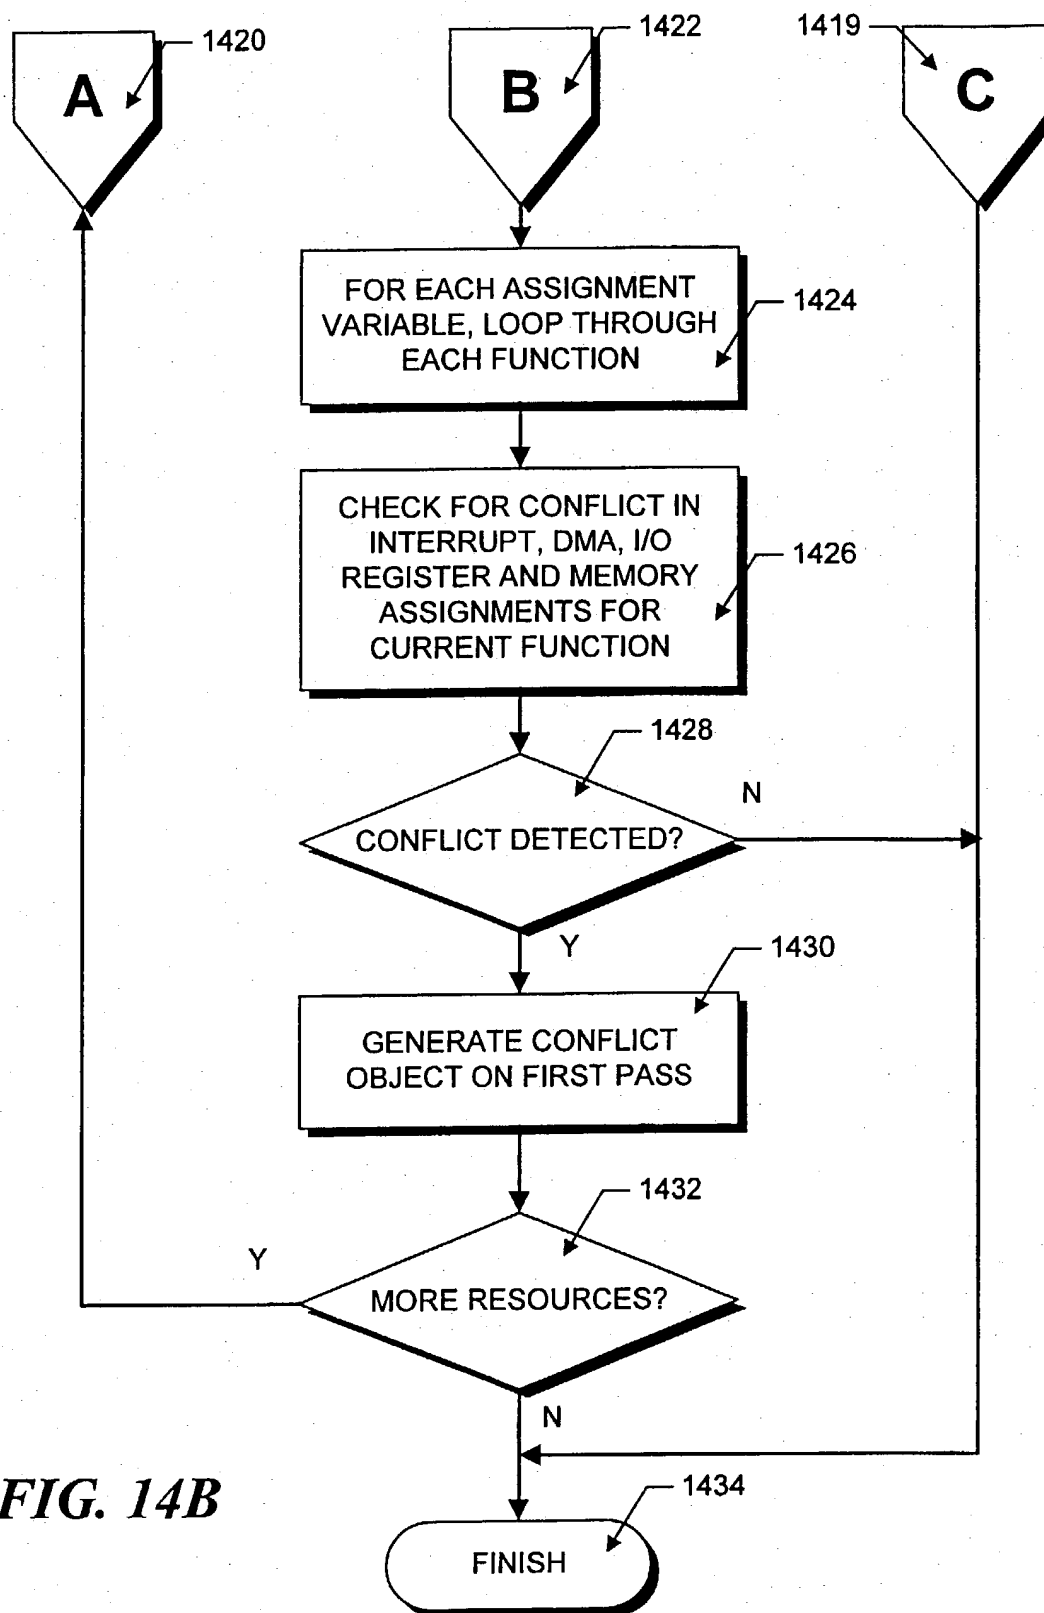 A
1420
B
1422
1419
C
FOR EACH ASSIGNMENT
VARIABLE, LOOP THROUGH
EACH FUNCTION
1424
CHECK FOR CONFLICT IN
INTERRUPT, DMA, I/O
REGISTER AND MEMORY
ASSIGNMENTS FOR
CURRENT FUNCTION
1426
1428
CONFLICT DETECTED?
N
Y
1430
GENERATE CONFLICT
OBJECT ON FIRST PASS
1432
Y
MORE RESOURCES?
N
FIG. 14B
1434
FINISH